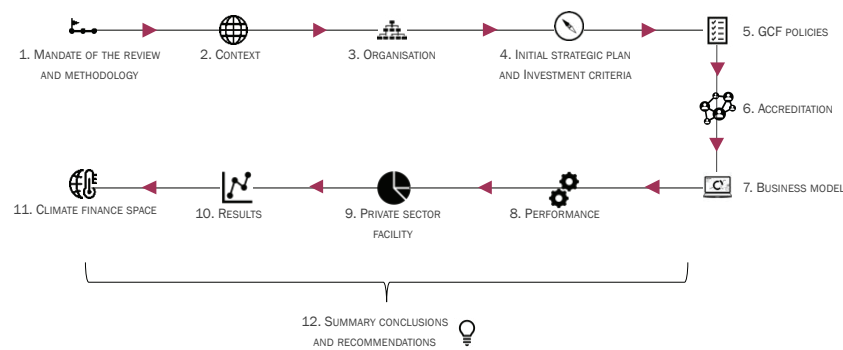 1. MANDATE OF THE REVIEW
AND METHODOLOGY
2. CONTEXT
3. ORGANISATION
4. INITIAL STRATEGIC PLAN
AND INVESTMENT CRITERIA
5. GCF POLICIES
6. ACCREDITATION
7. BUSINESS MODEL
8. PERFORMANCE
9. PRIVATE SECTOR
FACILITY
10. RESULTS
11. CLIMATE FINANCE SPACE
12. SUMMARY CONCLUSIONS
AND RECOMMENDATIONS